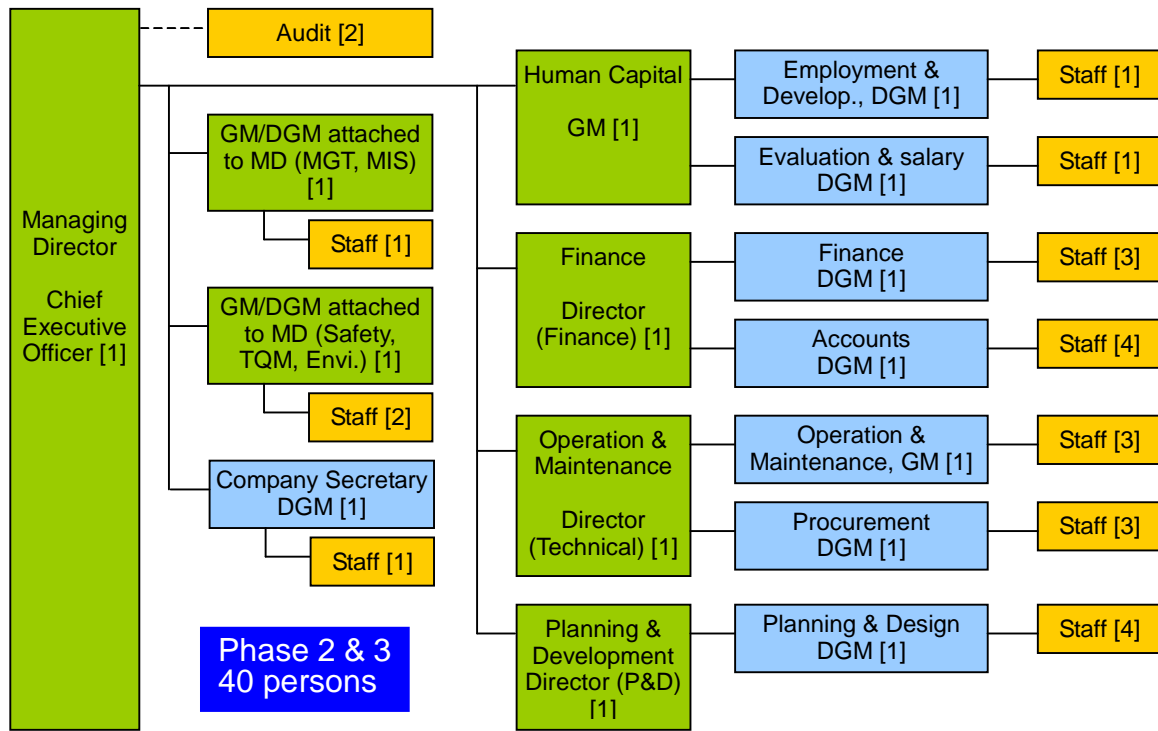 Managing
Director
Chief
Executive
Officer [1]
Audit [2]
GM/DGM attached
to MD (MGT, MIS)
[1]
Staff [1]
GM/DGM attached
to MD (Safety,
TQM, Envi.) [1]
Staff [2]
Company Secretary
DGM [1]
Staff [1]
Phase 2 & 3
40 persons
Human Capital
GM [1]
Employment &
Develop., DGM [1]
Staff [1]
Evaluation & salary
DGM [1]
Staff [1]
Finance
Director
(Finance) [1]
Finance
DGM [1]
Staff [3]
Accounts
DGM [1]
Staff [4]
Operation &
Maintenance
Director
(Technical) [1]
Operation &
Maintenance, GM [1]
Staff [3]
Procurement
DGM [1]
Staff [3]
Planning &
Development
Director (P&D)
[1]
Planning & Design
DGM [1]
Staff [4]